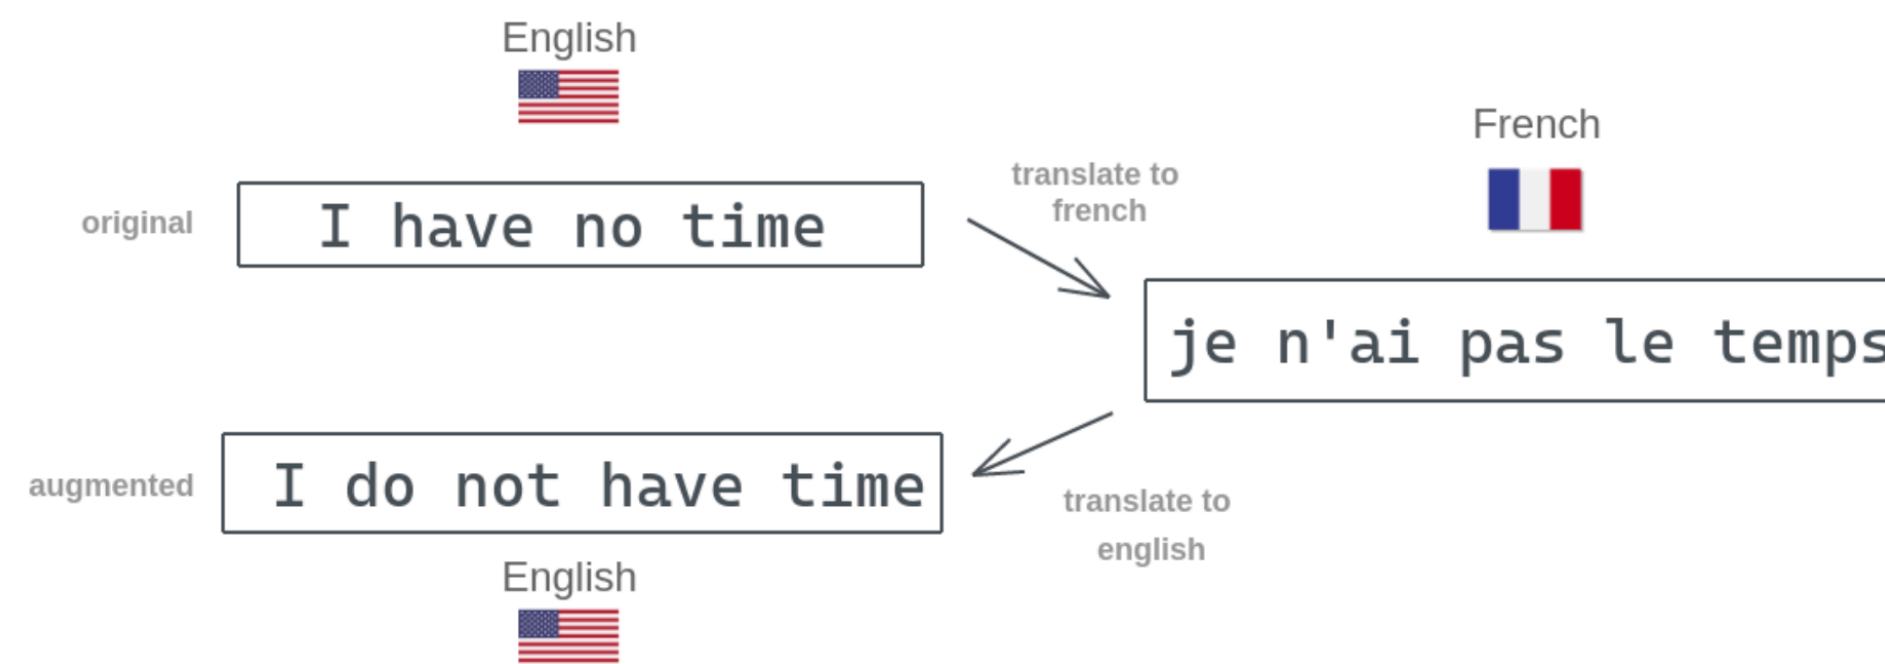 English
French
translate to
french
original
I have no time
je n'ai pas le temps
augmented
I do not have time
translate to
english
English